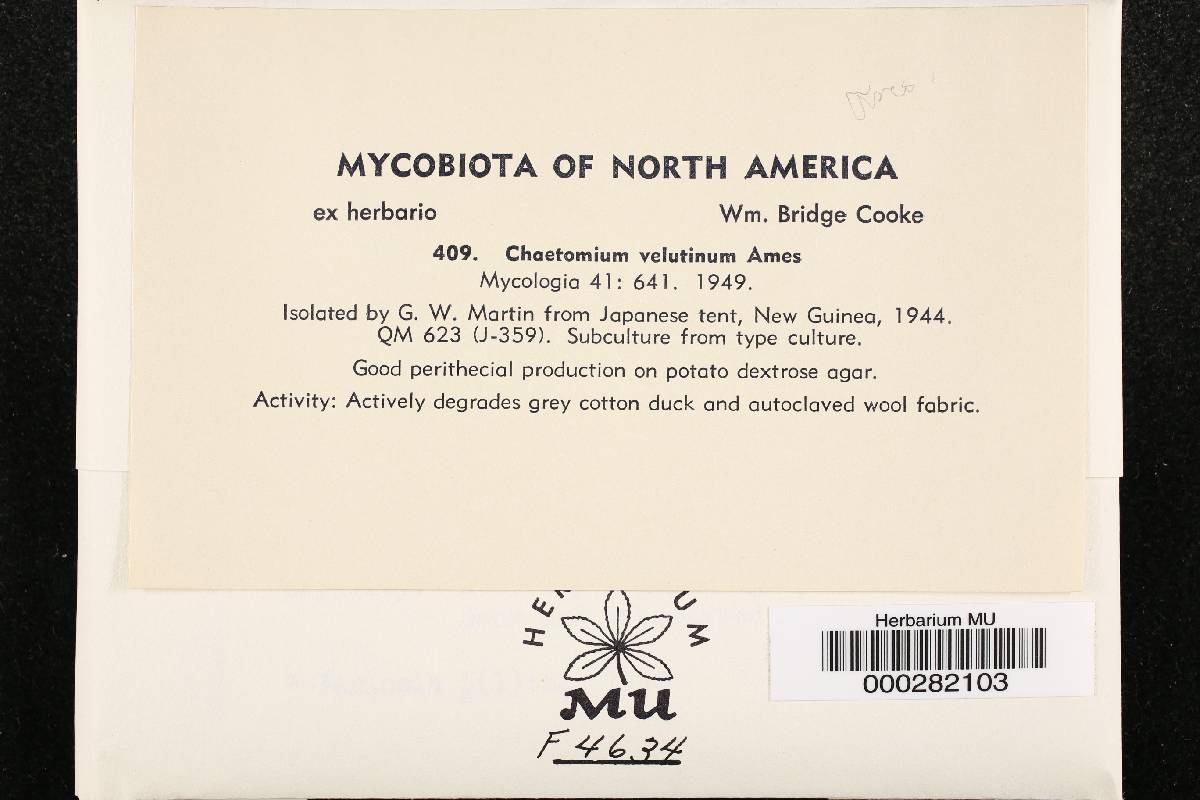 MYCOBIOTA OF NORTH AMERICA
ex herbario Wm. Bridge Cooke
409. Chaetomium velutinum Ames
Mycologia 41: 641. 1949.
Isolated by G. W. Martin from Japanese tent, New Guinea, 1944.
QM 623 (J-359). Subculture from type culture.
Good perithecial production on potato dextrose agar.
Activity: Actively degrades grey cotton duck and autoclaved wool fabric.
MU
F 4634
Herbarium MU
000282103